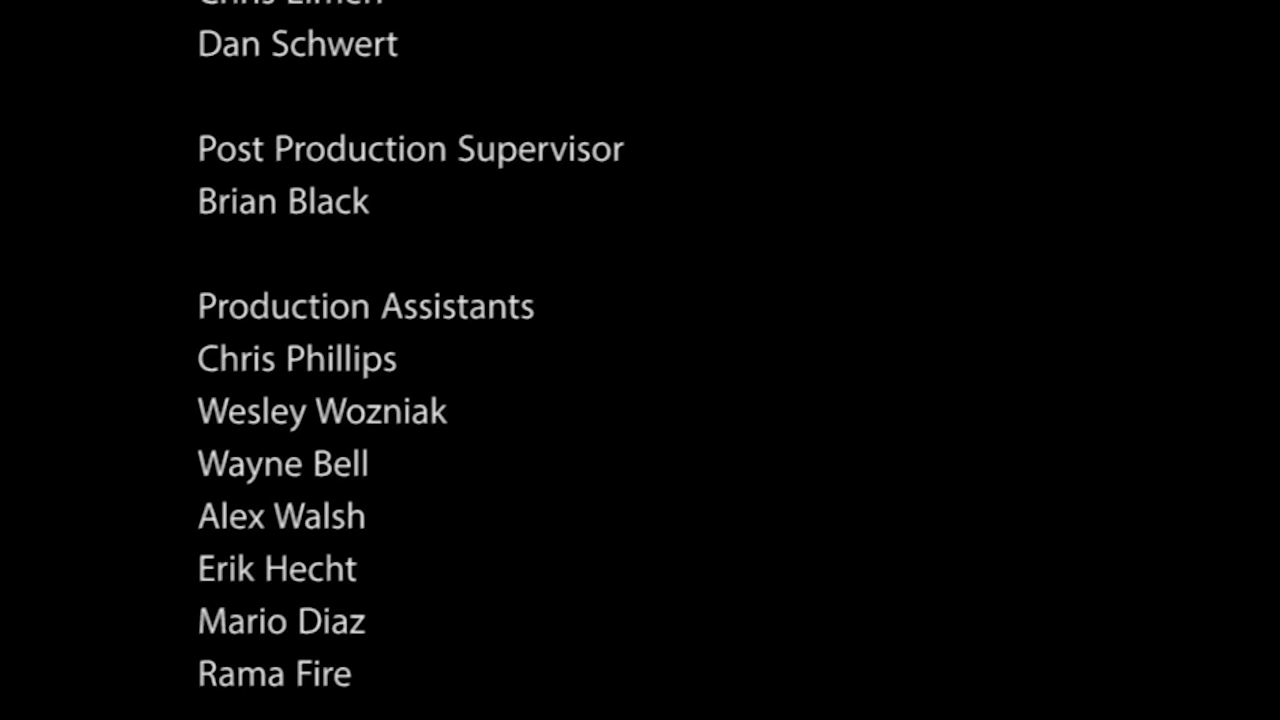 Dan Schwert
Post Production Supervisor
Brian Black
Production Assistants
Chris Phillips
Wesley Wozniak
Wayne Bell
Alex Walsh
Erik Hecht
Mario Diaz
Rama Fire